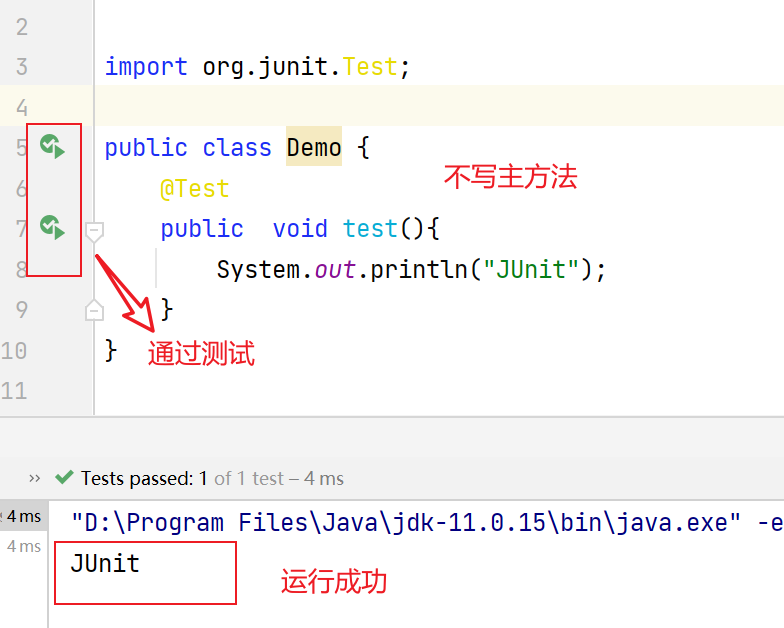 2
3 import org.junit.Test;
4
5 public class Demo {
不写主方法
6 @Test
7 public  void test(){
8 System.out.println("JUnit");
9 }
10 }
通过测试
11
›› Tests passed: 1 of 1 test – 4 ms
4 ms "D:\Program Files\Java\jdk-11.0.15\bin\java.exe" -e
4 ms
JUnit
运行成功